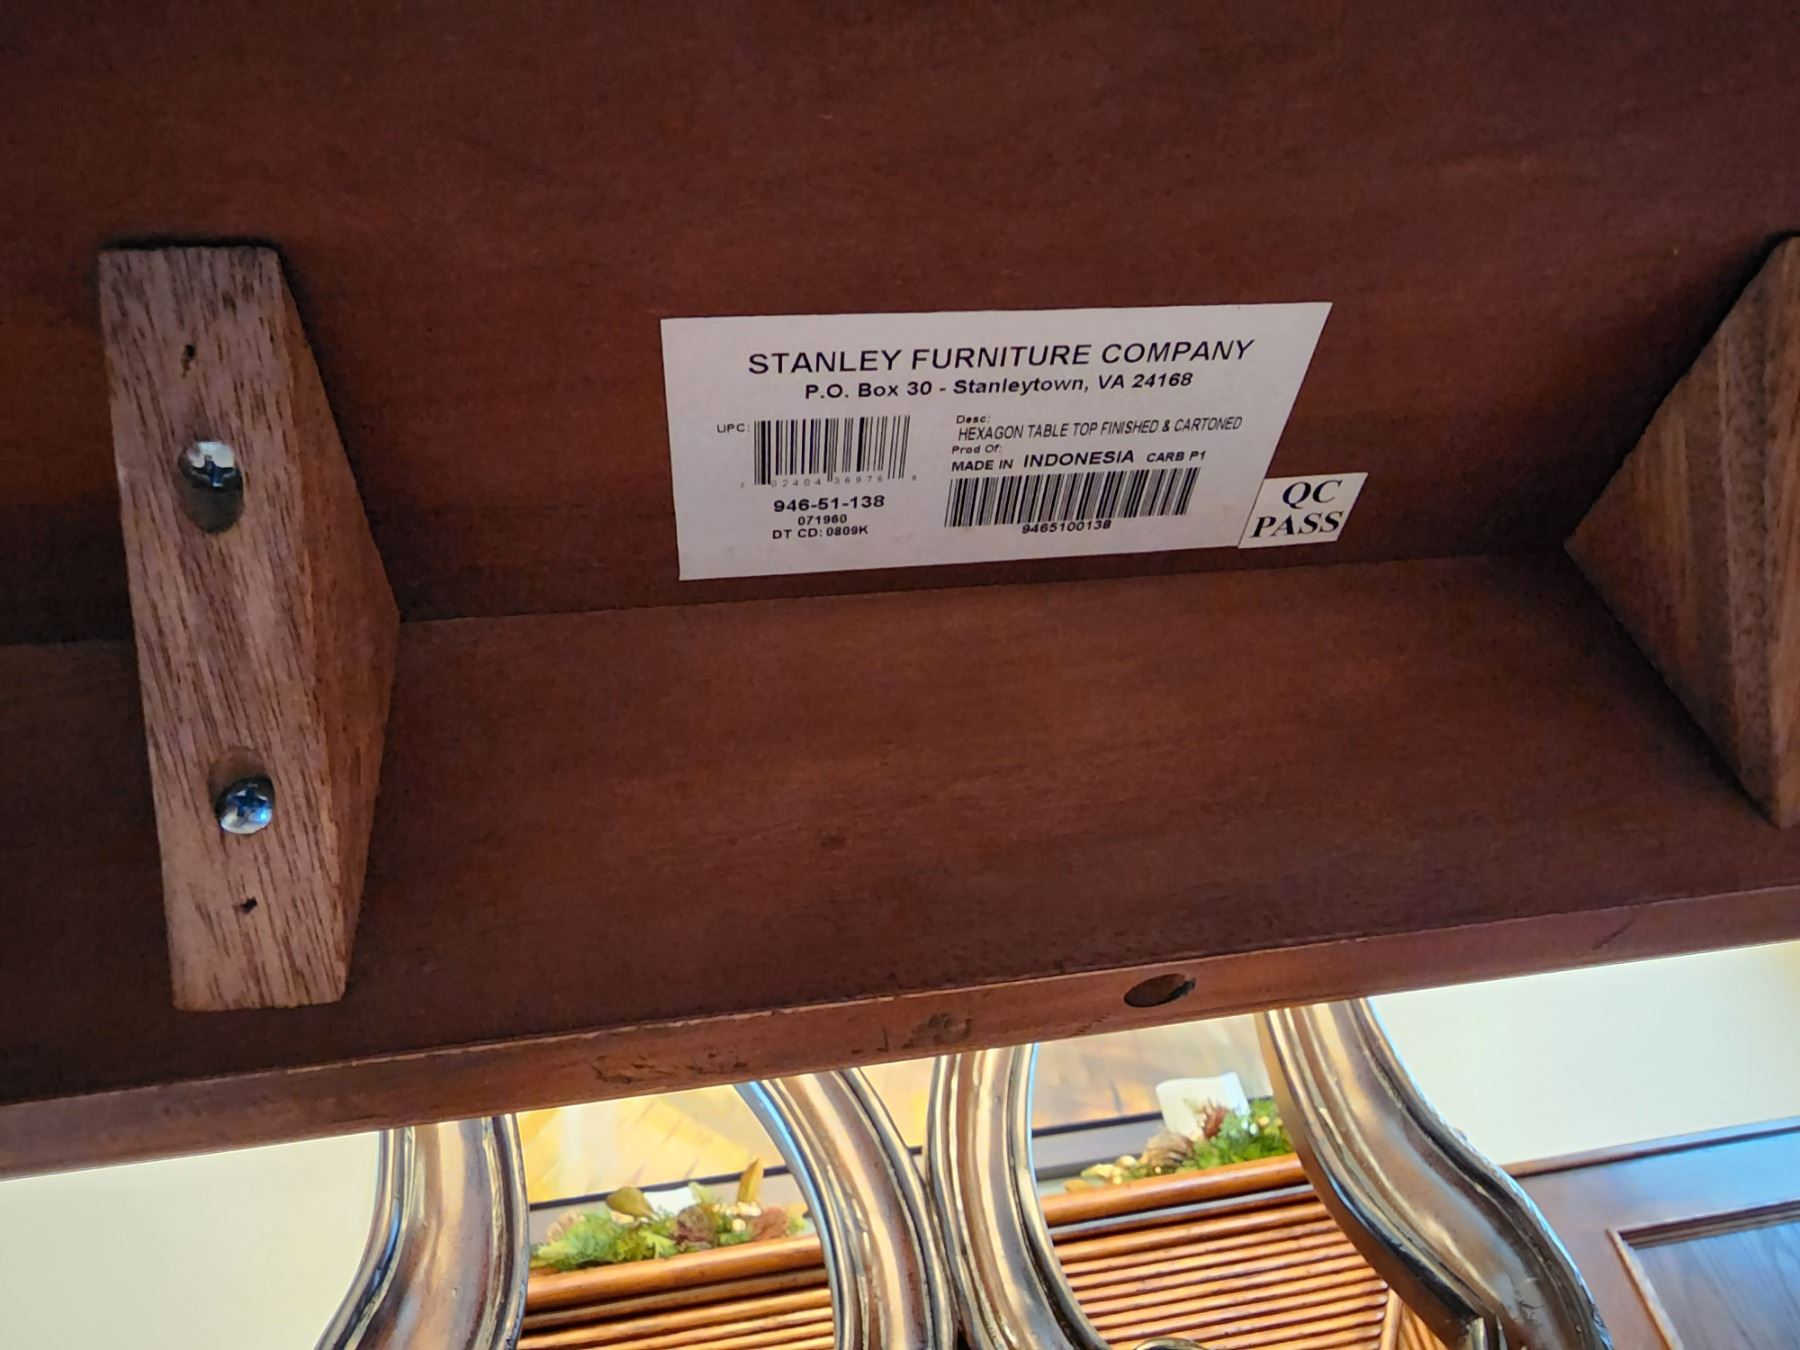 STANLEY FURNITURE COMPANY
P.O. Box 30 - Stanleytown, VA 24168
UPC:
Desc:
HEXAGON TABLE TOP FINISHED & CARTONED
Prod Of:
MADE IN INDONESIA CARB P1
946-51-138
071960
DT CD: 0809K
9465100138
QC
PASS